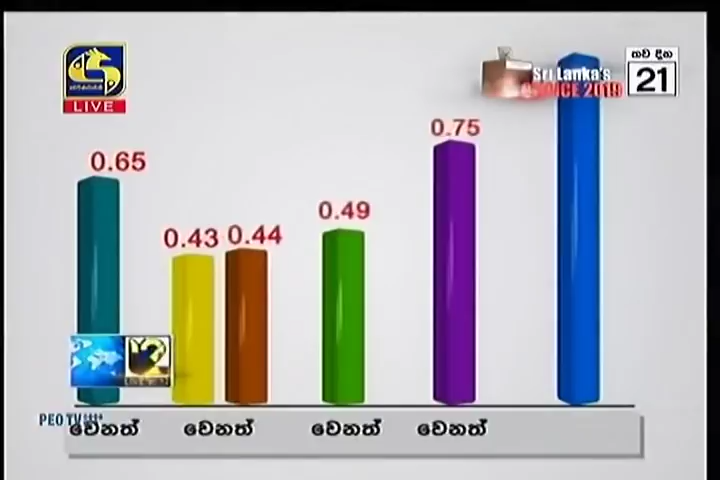 LIVE
Sri Lanka's
CHOICE 2019
තව දින
21
0.65
0.43
0.44
0.49
0.75
PEO TV
වෙනත්
වෙනත්
වෙනත්
වෙනත්